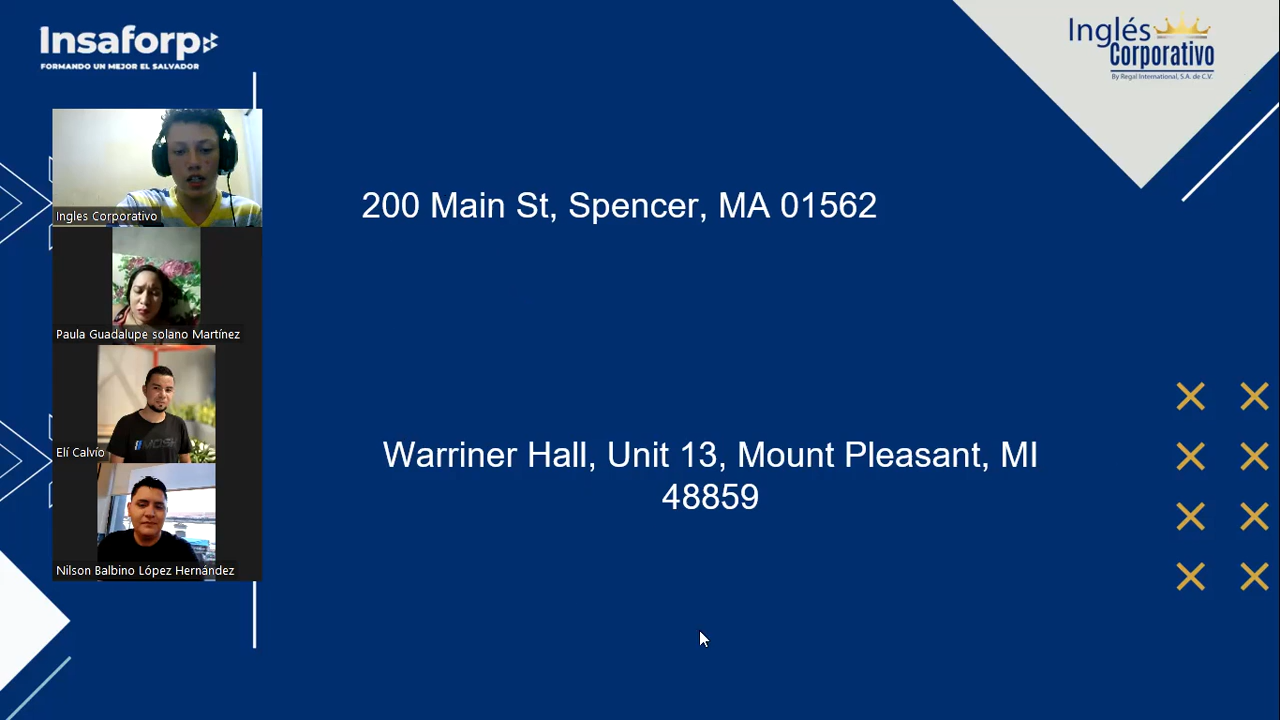 Insaforp
FORMANDO UN MEJOR EL SALVADOR
Inglés
Corporativo
By Regal International, S.A. de C.V.
Ingles Corporativo
200 Main St, Spencer, MA 01562
Paula Guadalupe solano Martínez
Elí Calvío
Warriner Hall, Unit 13, Mount Pleasant, MI
48859
Nilson Balbino López Hernández